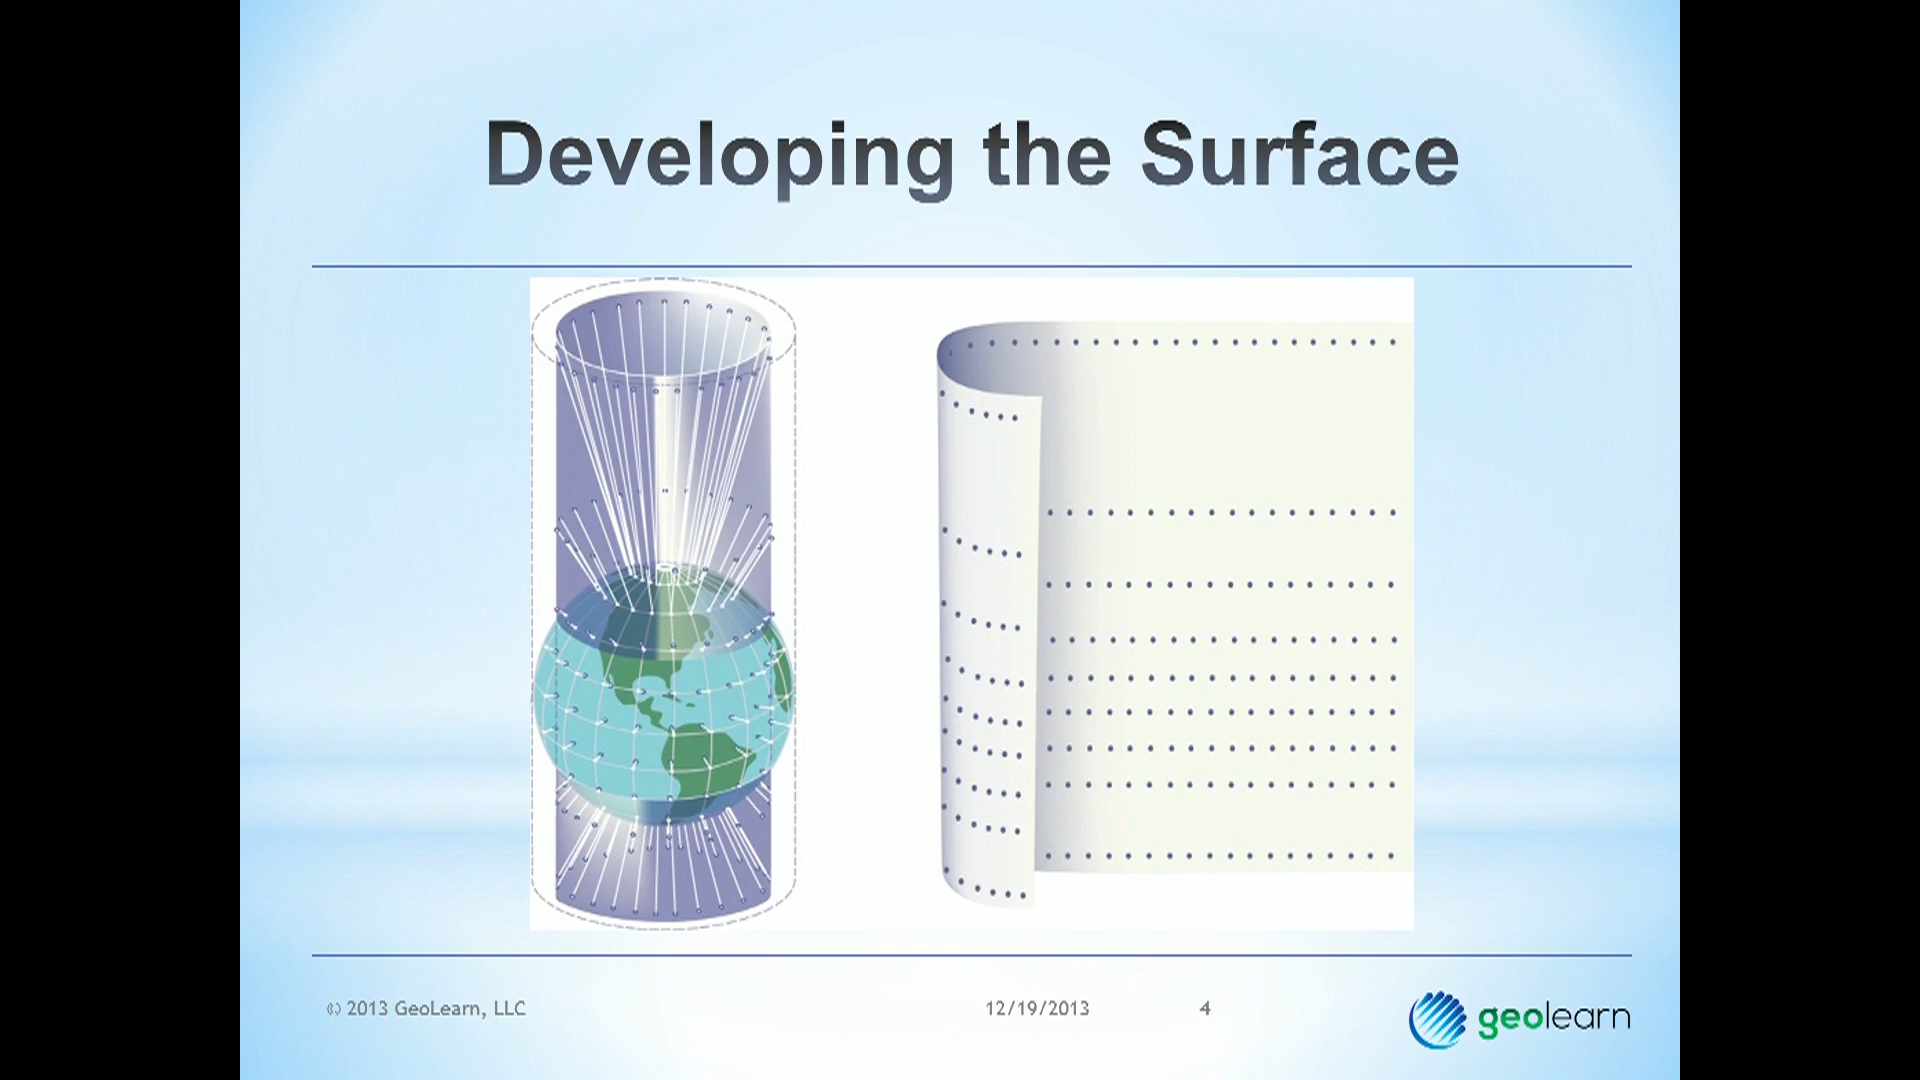 Developing the Surface
© 2013 GeoLearn, LLC
12/19/2013
4
geolearn